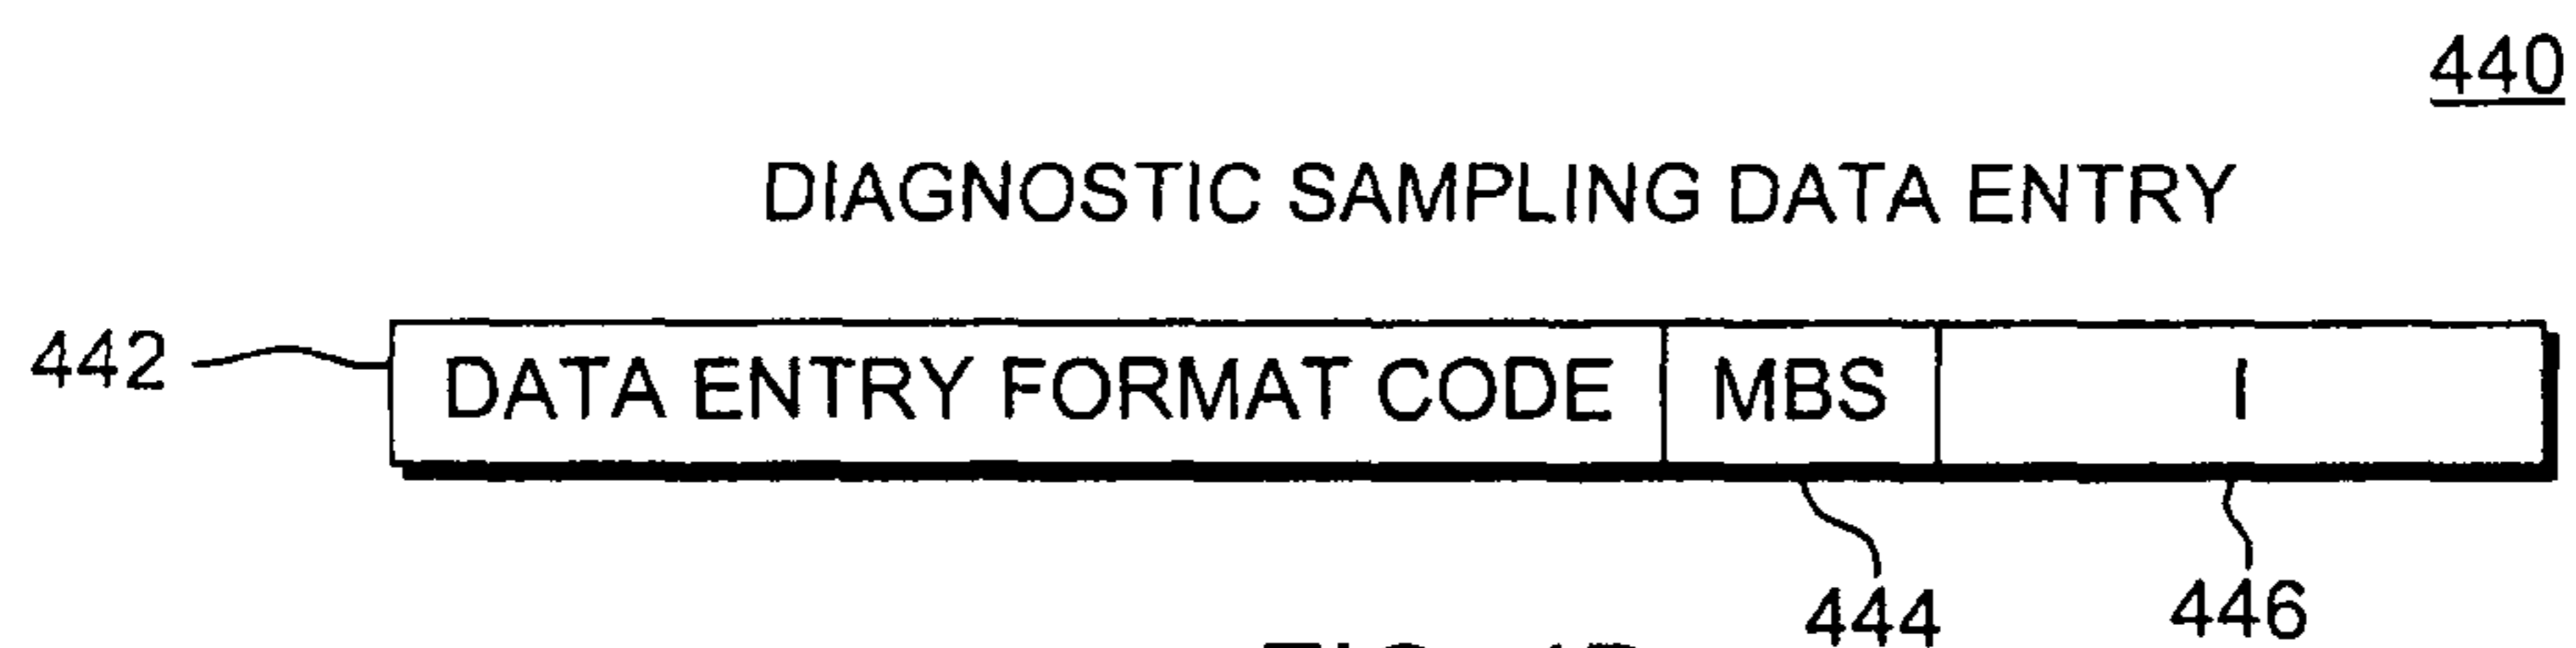 440
DIAGNOSTIC SAMPLING DATA ENTRY
442 DATA ENTRY FORMAT CODE MBS I
444 446